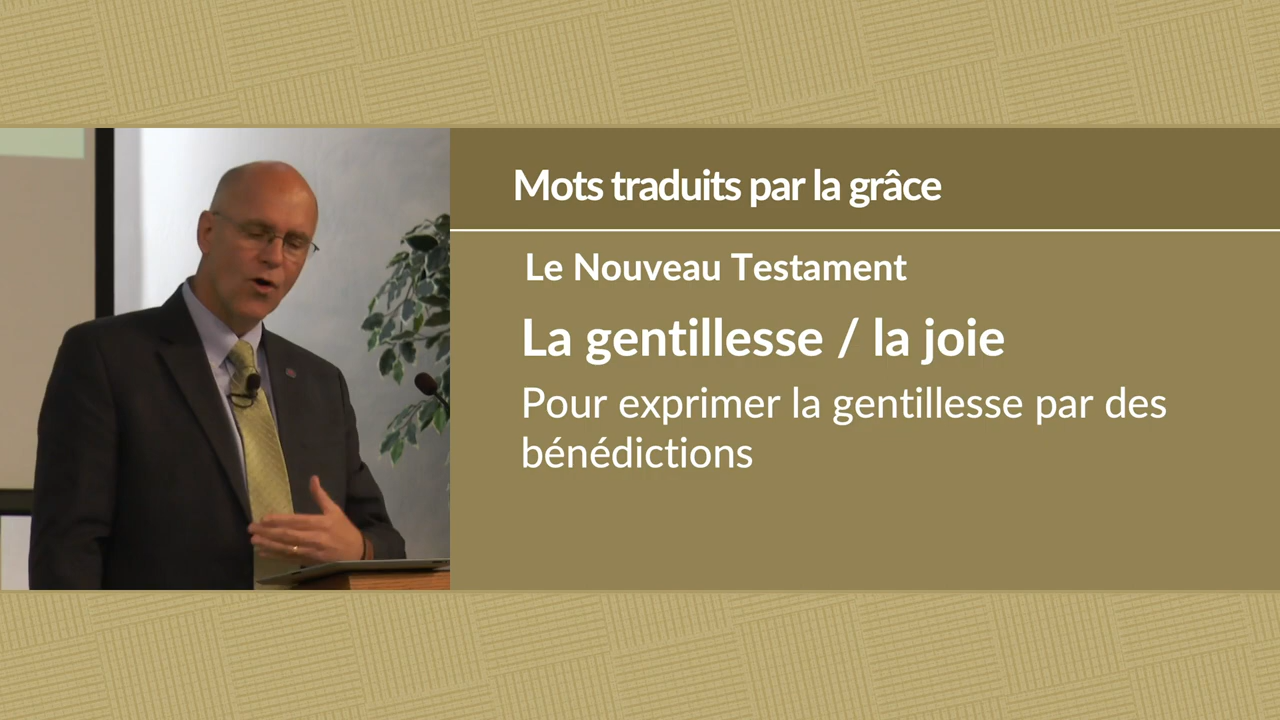 Mots traduits par la grâce
Le Nouveau Testament
La gentillesse / la joie
Pour exprimer la gentillesse par des
bénédictions